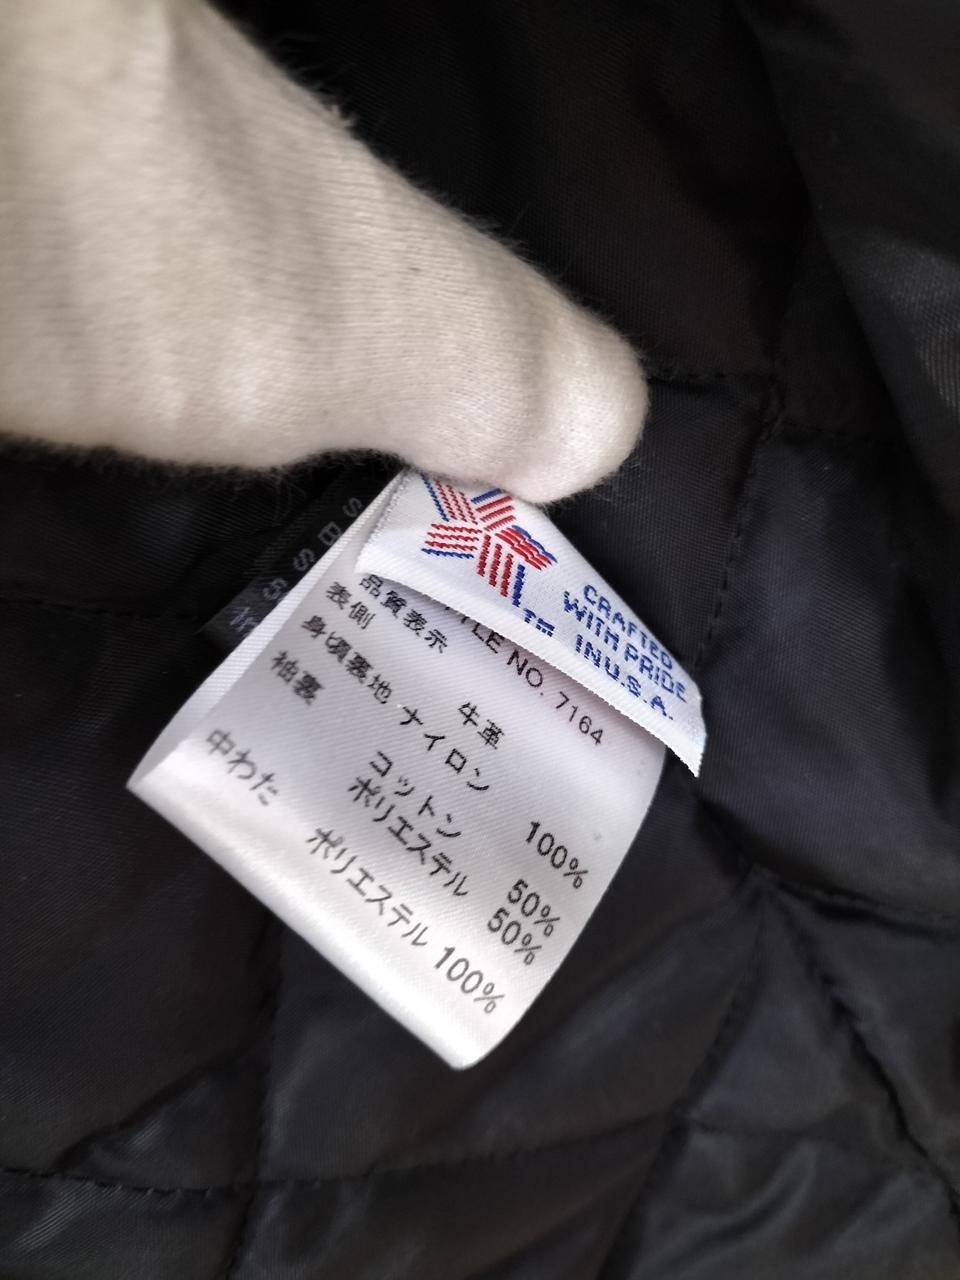 CRAFTED
WITH PRIDE
IN U.S.A.
TM
NO. 7164
品質表示
表側 牛革
身頃裏地 ナイロン 100%
袖裏 コットン 50%
ポリエステル 50%
中わた ポリエステル 100%